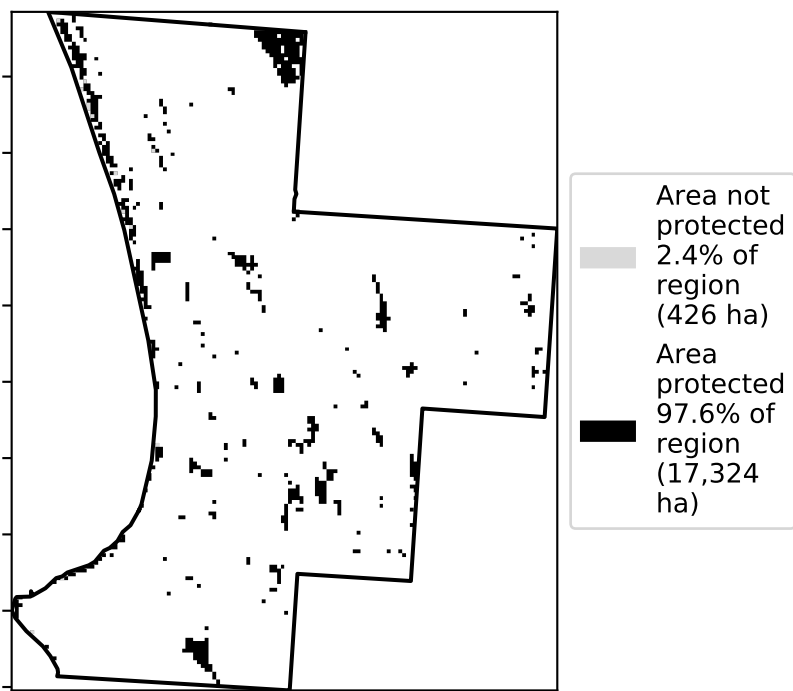 Area not
protected
2.4% of
region
(426 ha)
Area
protected
97.6% of
region
(17,324
ha)